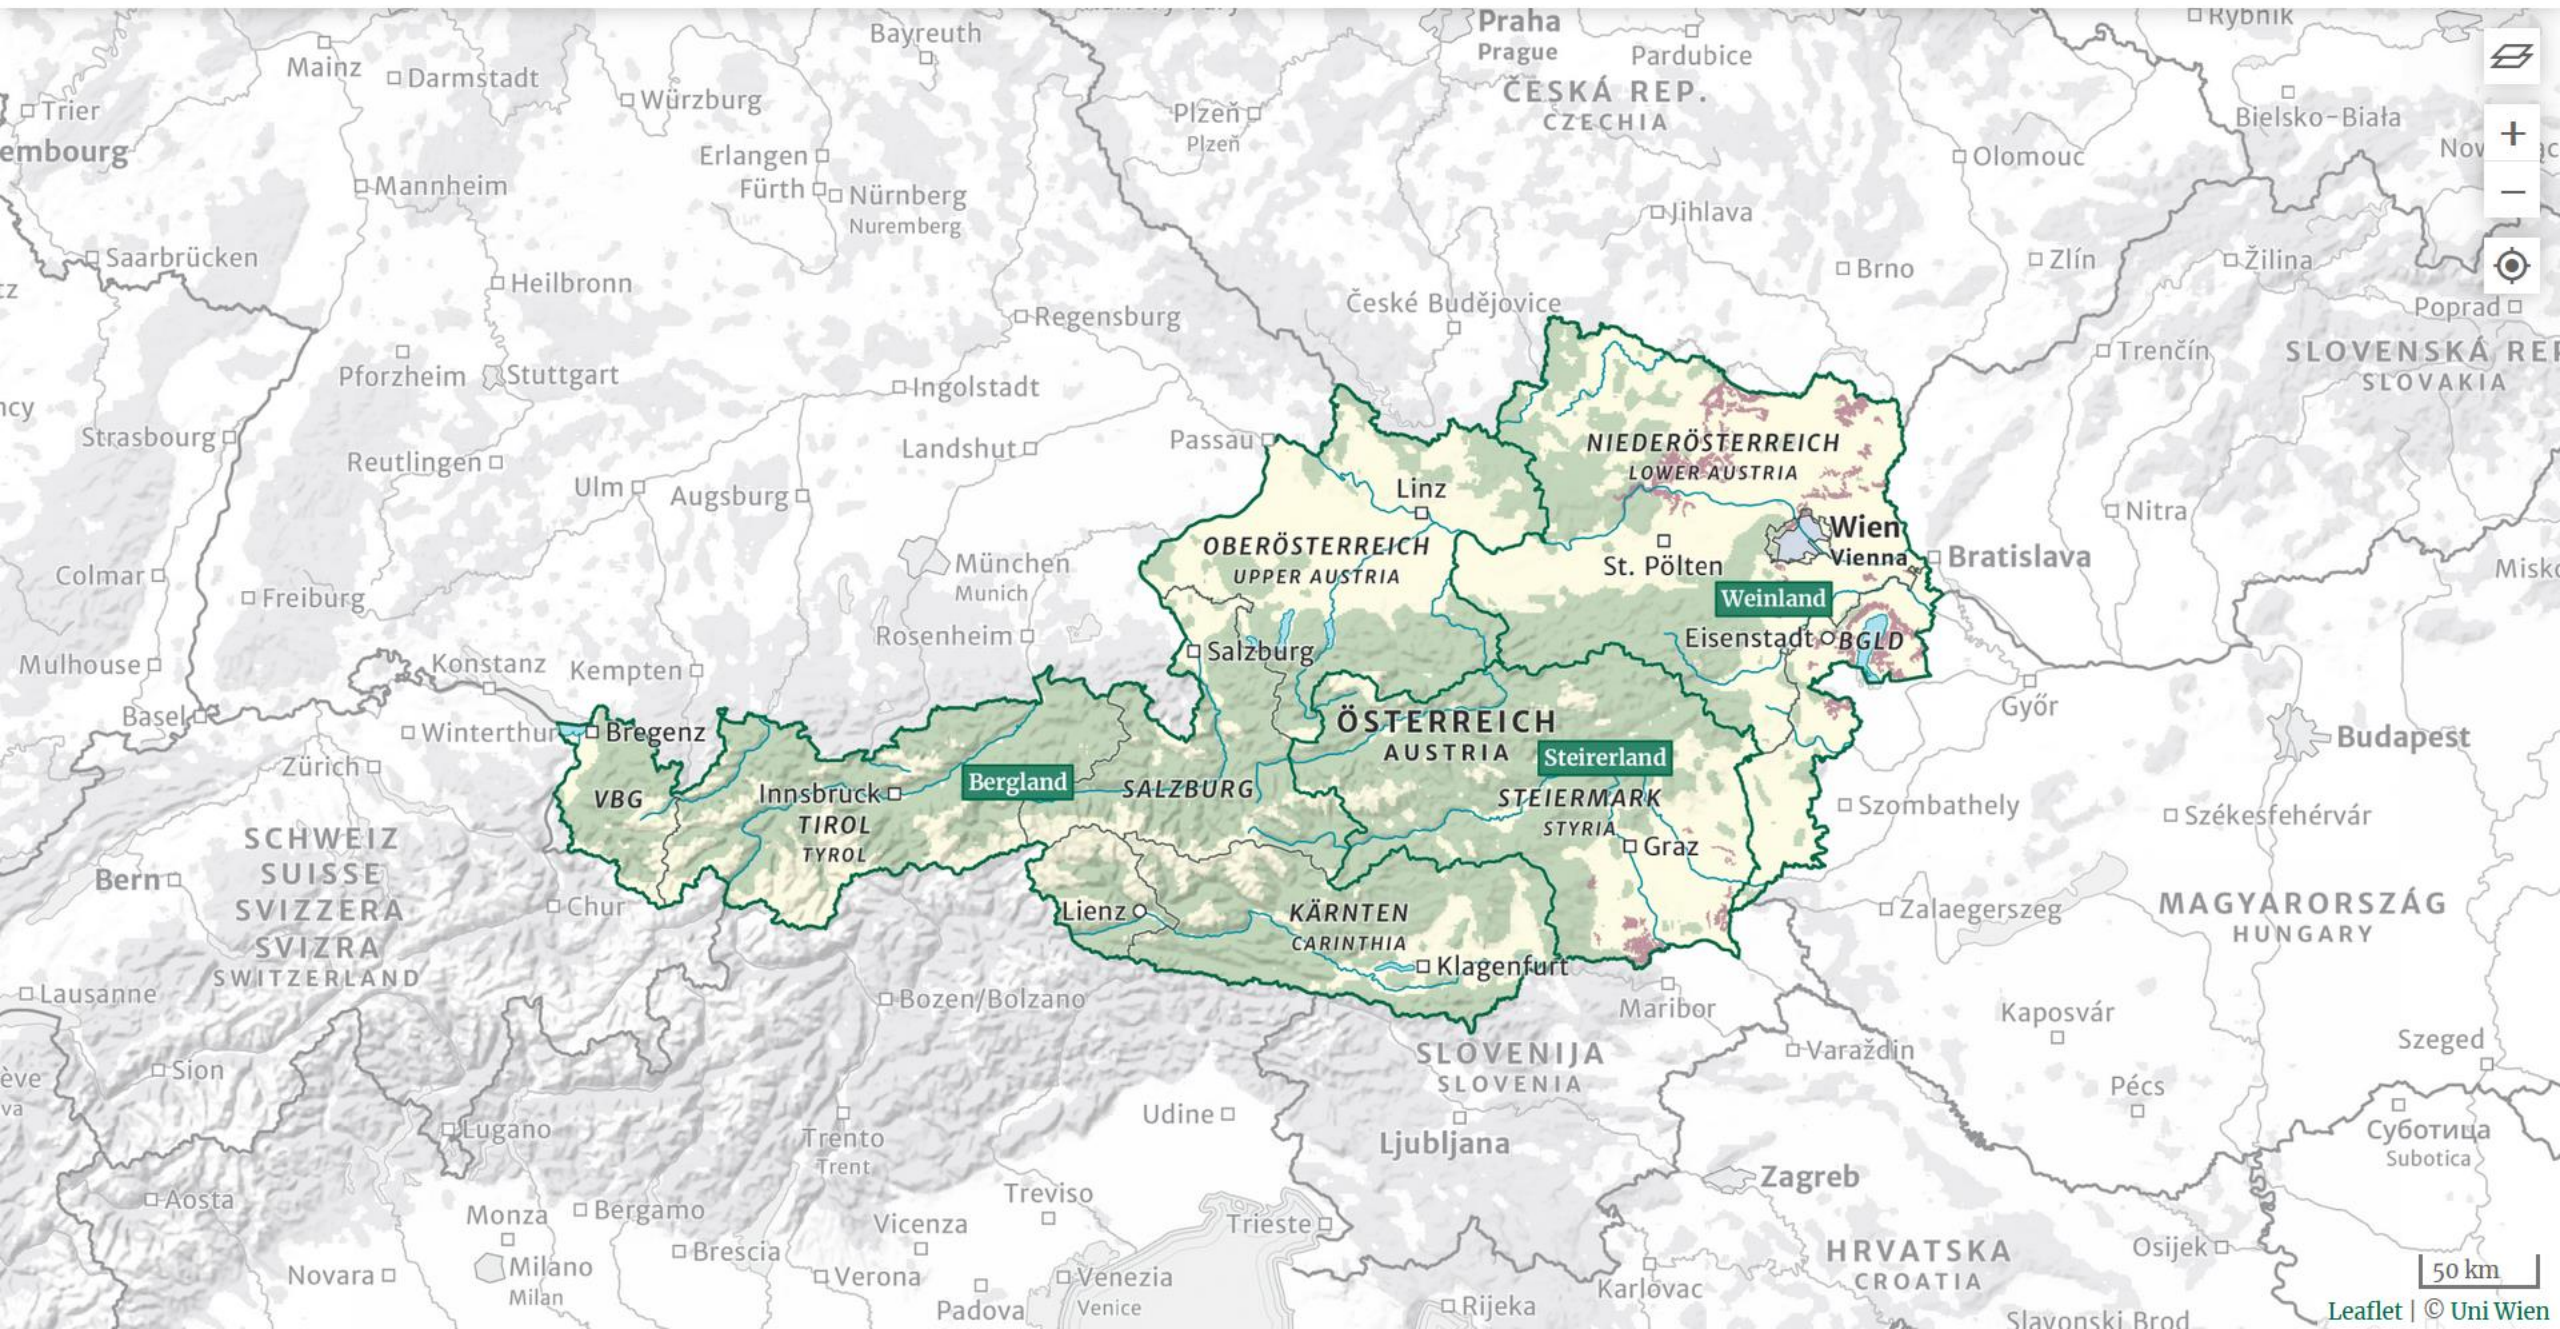 Praha
Prague
Rybnik
Bayreuth
Pardubice
Mainz
Darmstadt
ČESKÁ REP.
CZECHIA
Würzburg
Trier
Plzeň
Plzeň
Bielsko-Biała
embourg
Erlangen
Olomouc
Now
Mannheim
Fürth
Nürnberg
Nuremberg
Jihlava
Saarbrücken
Brno
Zlín
Žilina
Heilbronn
České Budějovice
Poprad
Regensburg
Trenčín
SLOVENSKÁ REP
SLOVAKIA
Pforzheim
Stuttgart
Ingolstadt
Strasbourg
Landshut
Passau
NIEDERÖSTERREICH
LOWER AUSTRIA
Reutlingen
Ulm
Augsburg
Linz
Nitra
Wien
Vienna
OBERÖSTERREICH
UPPER AUSTRIA
München
Munich
St. Pölten
Bratislava
Misko
Colmar
Freiburg
Weinland
Rosenheim
Salzburg
Eisenstadt
BGLD
Mulhouse
Konstanz
Kempten
Basel
Győr
Winterthur
Bregenz
ÖSTERREICH
AUSTRIA
Budapest
Zürich
Steirerland
Bergland
VBG
Innsbruck
SALZBURG
STEIERMARK
STYRIA
Szombathely
Székesfehérvár
TIROL
TYROL
SCHWEIZ
SUISSE
SVIZZERA
SVIZRA
SWITZERLAND
Graz
Bern
Chur
Lienz
KÄRNTEN
CARINTHIA
Zalaegerszeg
MAGYARORSZÁG
HUNGARY
Klagenfurt
Lausanne
Bozen/Bolzano
Maribor
Kaposvár
SLOVENIJA
SLOVENIA
Varaždin
Szeged
Sion
ève
va
Pécs
Udine
Lugano
Trento
Trent
Ljubljana
Суботица
Subotica
Zagreb
Aosta
Treviso
Monza
Bergamo
Vicenza
Trieste
Brescia
HRVATSKA
CROATIA
Osijek
Novara
Milano
Milan
Verona
Venezia
Venice
Karlovac
50 km
Padova
Rijeka
Slavonski Brod
Leaflet | © Uni Wien